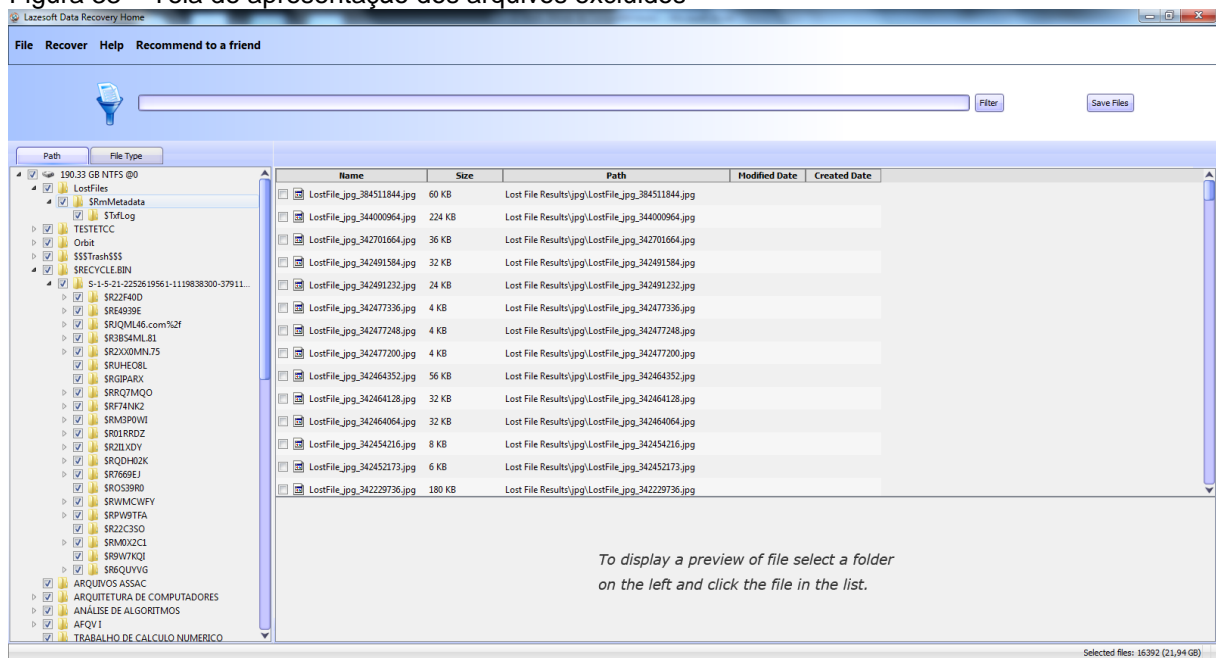 Figura 38 – Tela de apresentação dos arquivos excluídos
Lazesoft Data Recovery Home
File Recover Help Recommend to a friend
Filter
Save Files
Path File Type
190.33 GB NTFS @0
LostFiles
$RmMetadata
$TxfLog
TESTETCC
Orbit
$$$Trash$$$
$RECYCLE.BIN
S-1-5-21-2252619561-1119838300-37911...
$R22F40D
$RE4939E
$RJQML46.com%2f
$R3BS4ML.81
$R2XX0MN.75
$RUHEO8L
$RGIPARX
$RRQ7MQO
$RF74NK2
$RM3P0WI
$R01RRDZ
$R2ILXDY
$RQDH02K
$R7669EJ
$ROS39R0
$RWMCWFY
$RPW9TFA
$R22C3SO
$RM0X2C1
$R9W7KQI
$R6QUYVG
ARQUIVOS ASSAC
ARQUITETURA DE COMPUTADORES
ANÁLISE DE ALGORITMOS
AFQV I
TRABALHO DE CALCULO NUMERICO
Name Size Path Modified Date Created Date
LostFile_jpg_384511844.jpg 60 KB Lost File Results\jpg\LostFile_jpg_384511844.jpg
LostFile_jpg_344000964.jpg 224 KB Lost File Results\jpg\LostFile_jpg_344000964.jpg
LostFile_jpg_342701664.jpg 36 KB Lost File Results\jpg\LostFile_jpg_342701664.jpg
LostFile_jpg_342491584.jpg 32 KB Lost File Results\jpg\LostFile_jpg_342491584.jpg
LostFile_jpg_342491232.jpg 24 KB Lost File Results\jpg\LostFile_jpg_342491232.jpg
LostFile_jpg_342477336.jpg 4 KB Lost File Results\jpg\LostFile_jpg_342477336.jpg
LostFile_jpg_342477248.jpg 4 KB Lost File Results\jpg\LostFile_jpg_342477248.jpg
LostFile_jpg_342477200.jpg 4 KB Lost File Results\jpg\LostFile_jpg_342477200.jpg
LostFile_jpg_342464352.jpg 56 KB Lost File Results\jpg\LostFile_jpg_342464352.jpg
LostFile_jpg_342464128.jpg 32 KB Lost File Results\jpg\LostFile_jpg_342464128.jpg
LostFile_jpg_342464064.jpg 32 KB Lost File Results\jpg\LostFile_jpg_342464064.jpg
LostFile_jpg_342454216.jpg 8 KB Lost File Results\jpg\LostFile_jpg_342454216.jpg
LostFile_jpg_342452173.jpg 6 KB Lost File Results\jpg\LostFile_jpg_342452173.jpg
LostFile_jpg_342229736.jpg 180 KB Lost File Results\jpg\LostFile_jpg_342229736.jpg
To display a preview of file select a folder
on the left and click the file in the list.
Selected files: 16392 (21,94 GB)